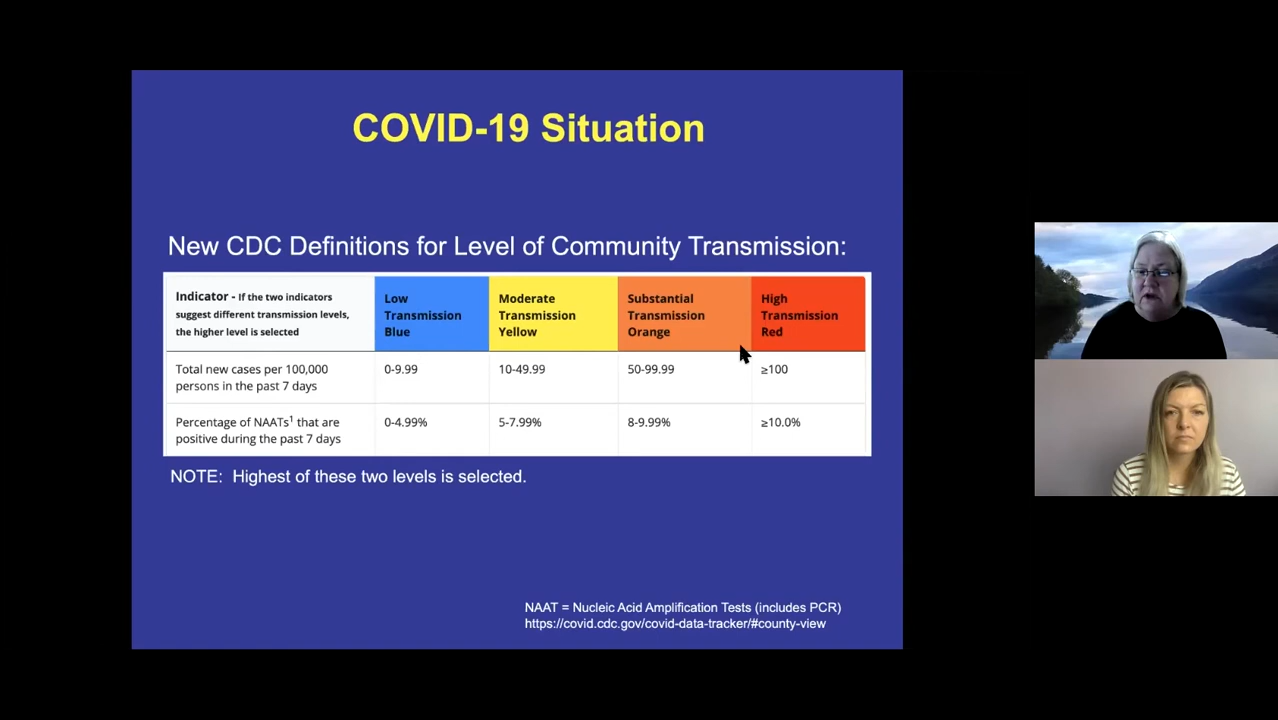 COVID-19 Situation
New CDC Definitions for Level of Community Transmission:
Indicator - If the two indicators
suggest different transmission levels,
the higher level is selected
Low
Transmission
Blue
Moderate
Transmission
Yellow
Substantial
Transmission
Orange
High
Transmission
Red
Total new cases per 100,000
persons in the past 7 days
0-9.99
10-49.99
50-99.99
≥100
Percentage of NAATs¹ that are
positive during the past 7 days
0-4.99%
5-7.99%
8-9.99%
≥10.0%
NOTE:  Highest of these two levels is selected.
NAAT = Nucleic Acid Amplification Tests (includes PCR)
https://covid.cdc.gov/covid-data-tracker/#county-view